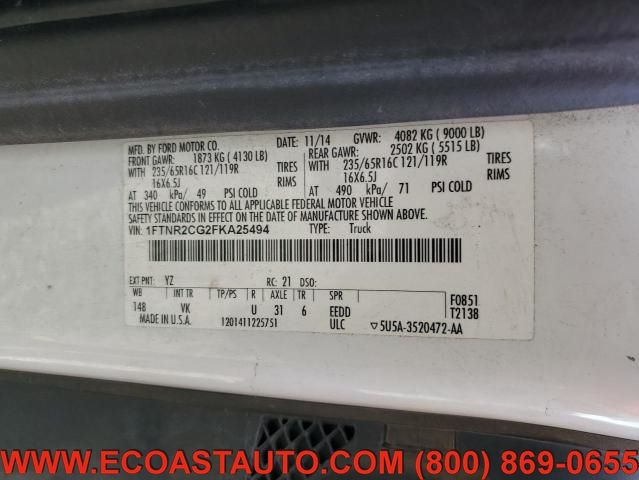 MFD. BY FORD MOTOR CO. DATE: 11/14 GVWR: 4082 KG ( 9000 LB)
FRONT GAWR: 1873 KG ( 4130 LB) REAR GAWR: 2502 KG ( 5515 LB)
WITH 235/65R16C 121/119R TIRES WITH 235/65R16C 121/119R TIRES
16X6.5J RIMS 16X6.5J RIMS
AT 340 kPa/ 49 PSI COLD AT 490 kPa/ 71 PSI COLD
THIS VEHICLE CONFORMS TO ALL APPLICABLE FEDERAL MOTOR VEHICLE
SAFETY STANDARDS IN EFFECT ON THE DATE OF MANUFACTURE SHOWN ABOVE.
VIN: 1FTNR2CG2FKA25494 TYPE: Truck
EXT PNT: YZ RC: 21 DSO:
WB INT TR TP/PS R AXLE TR SPR F0851
148 VK U 31 6 EEDD T2138
MADE IN U.S.A. 1201411225751 ULC ▽5U5A-3520472-AA
WWW.ECOASTAUTO.COM (800) 869-0655